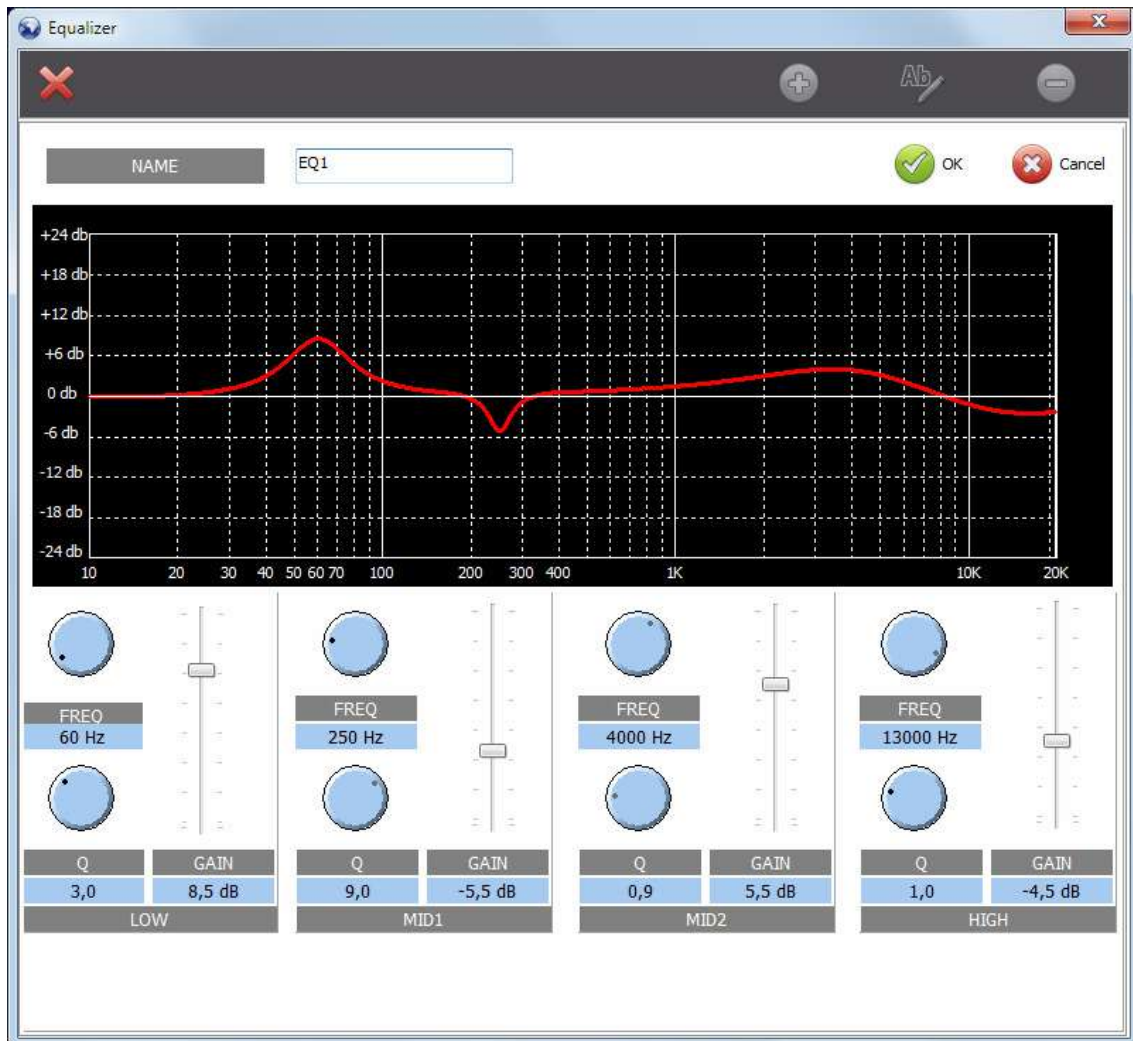 Equalizer
Ab
NAME EQ1 OK Cancel
+24 db
+18 db
+12 db
+6 db
0 db
-6 db
-12 db
-18 db
-24 db
10 20 30 40 50 60 70 100 200 300 400 1K 10K 20K
FREQ FREQ FREQ FREQ
60 Hz 250 Hz 4000 Hz 13000 Hz
Q GAIN Q GAIN Q GAIN Q GAIN
3,0 8,5 dB 9,0 -5,5 dB 0,9 5,5 dB 1,0 -4,5 dB
LOW MID1 MID2 HIGH